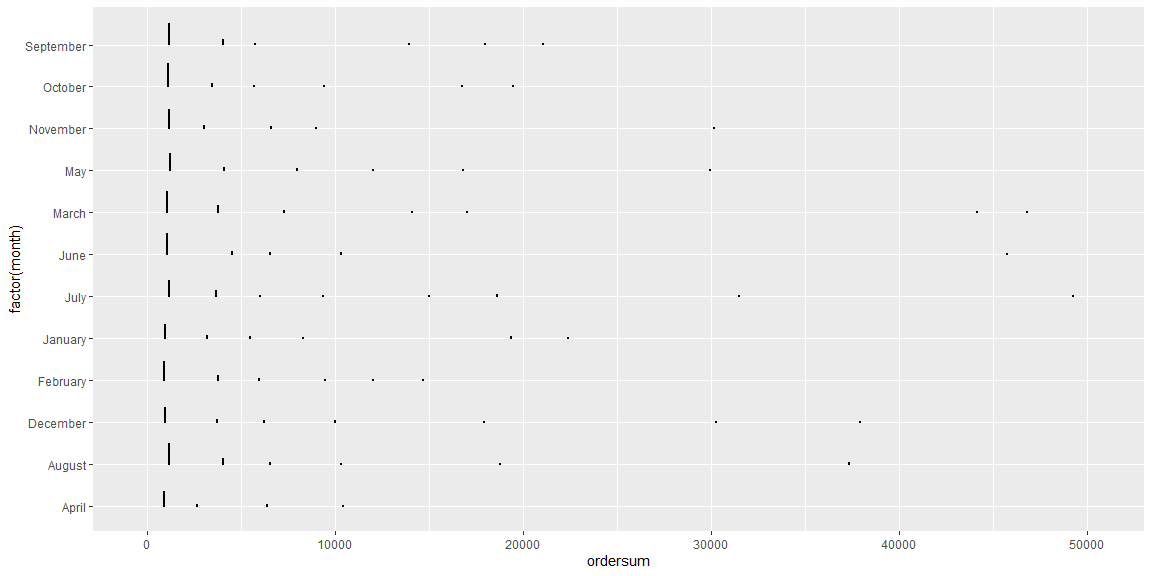 September
October
November
May
March
June
July
January
February
December
August
April
factor(month)
0 10000 20000 30000 40000 50000
ordersum